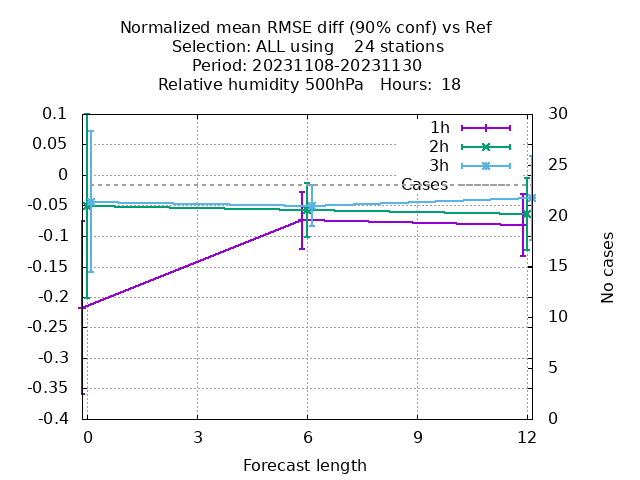 Normalized mean RMSE diff (90% conf) vs Ref
Selection: ALL using 24 stations
Period: 20231108-20231130
Relative humidity 500hPa Hours: 18
1h
2h
3h
Cases
0.1
0.05
0
-0.05
-0.1
-0.15
-0.2
-0.25
-0.3
-0.35
-0.4
30
25
20
15
10
5
0
No cases
0 3 6 9 12
Forecast length